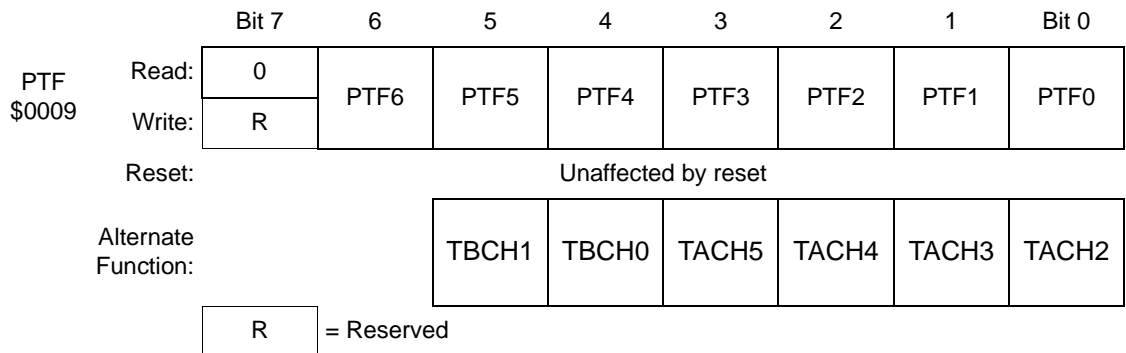 Bit 7 6 5 4 3 2 1 Bit 0
PTF
$0009
Read: 0 PTF6 PTF5 PTF4 PTF3 PTF2 PTF1 PTF0
Write: R
Reset: Unaffected by reset
Alternate
Function: TBCH1 TBCH0 TACH5 TACH4 TACH3 TACH2
R = Reserved